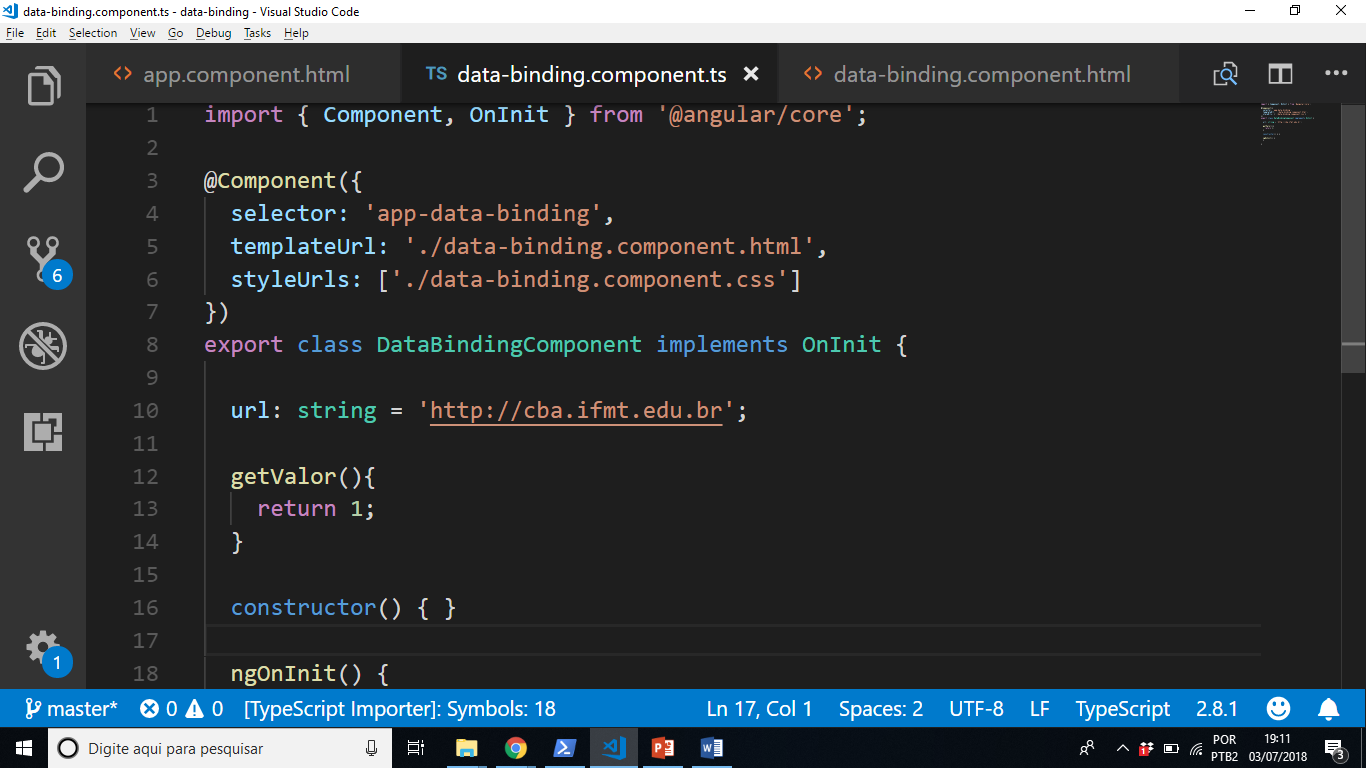 data-binding.component.ts - data-binding - Visual Studio Code
File Edit Selection View Go Debug Tasks Help
<> app.component.html TS data-binding.component.ts × <> data-binding.component.html ...
1 import { Component, OnInit } from '@angular/core';
2
3 @Component({
4 selector: 'app-data-binding',
5 templateUrl: './data-binding.component.html',
6 styleUrls: ['./data-binding.component.css']
7 })
8 export class DataBindingComponent implements OnInit {
9
10 url: string = 'http://cba.ifmt.edu.br';
11
12 getValor(){
13 return 1;
14 }
15
16 constructor() { }
17
18 ngOnInit() {
6
1
master* 0 0 [TypeScript Importer]: Symbols: 18 Ln 17, Col 1 Spaces: 2 UTF-8 LF TypeScript 2.8.1
Digite aqui para pesquisar
POR
PTB2
19:11
03/07/2018
3